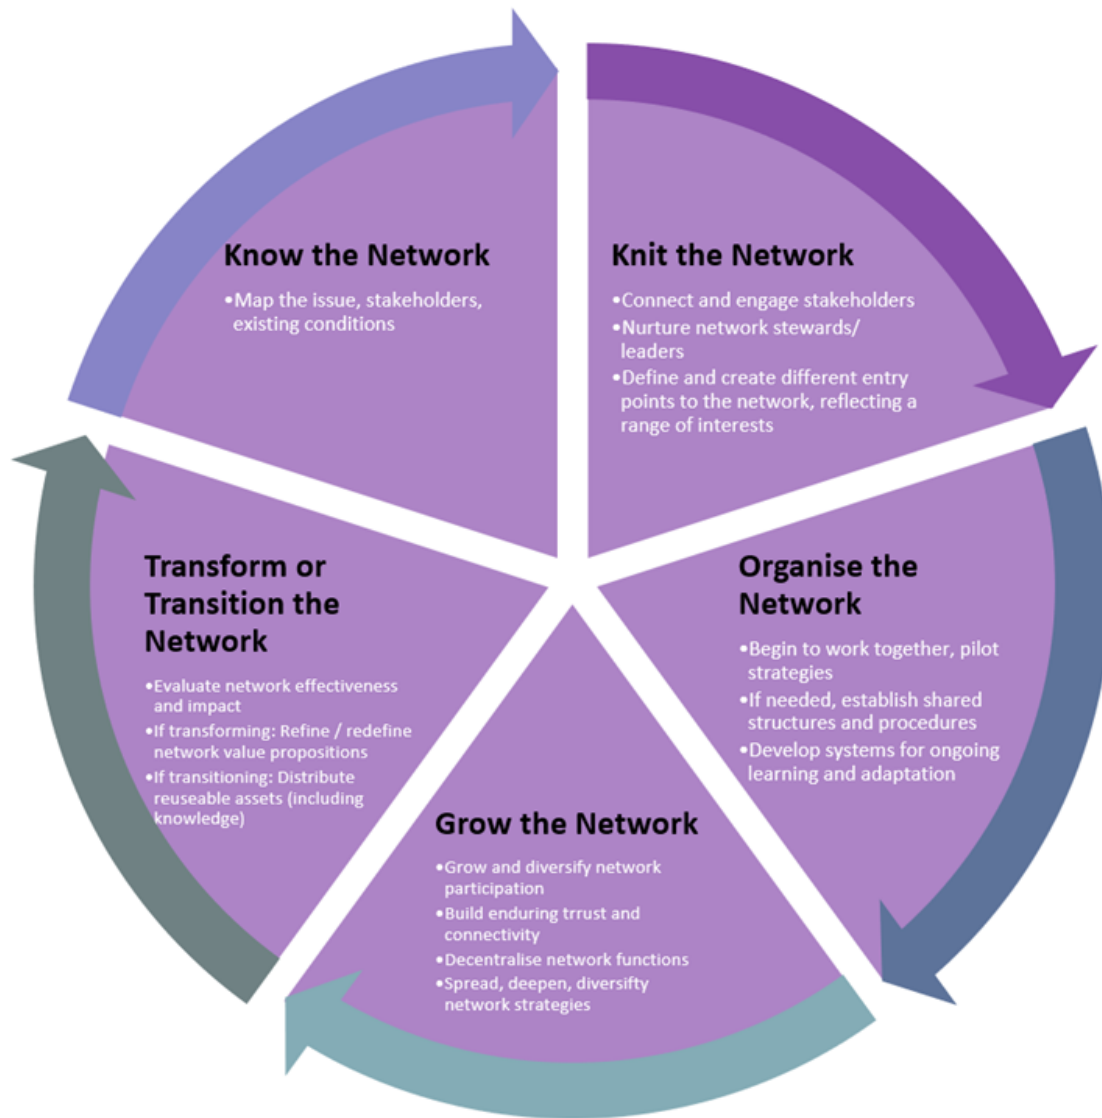 Know the Network
•Map the issue, stakeholders,
existing conditions
Knit the Network
•Connect and engage stakeholders
•Nurture network stewards/
leaders
•Define and create different entry
points to the network, reflecting a
range of interests
Organise the
Network
•Begin to work together, pilot
strategies
•If needed, establish shared
structures and procedures
•Develop systems for ongoing
learning and adaptation
Grow the Network
•Grow and diversify network
participation
•Build enduring trrust and
connectivity
•Decentralise network functions
•Spread, deepen, diversifty
network strategies
Transform or
Transition the
Network
•Evaluate network effectiveness
and impact
•If transforming: Refine / redefine
network value propositions
•If transitioning: Distribute
reuseable assets (including
knowledge)